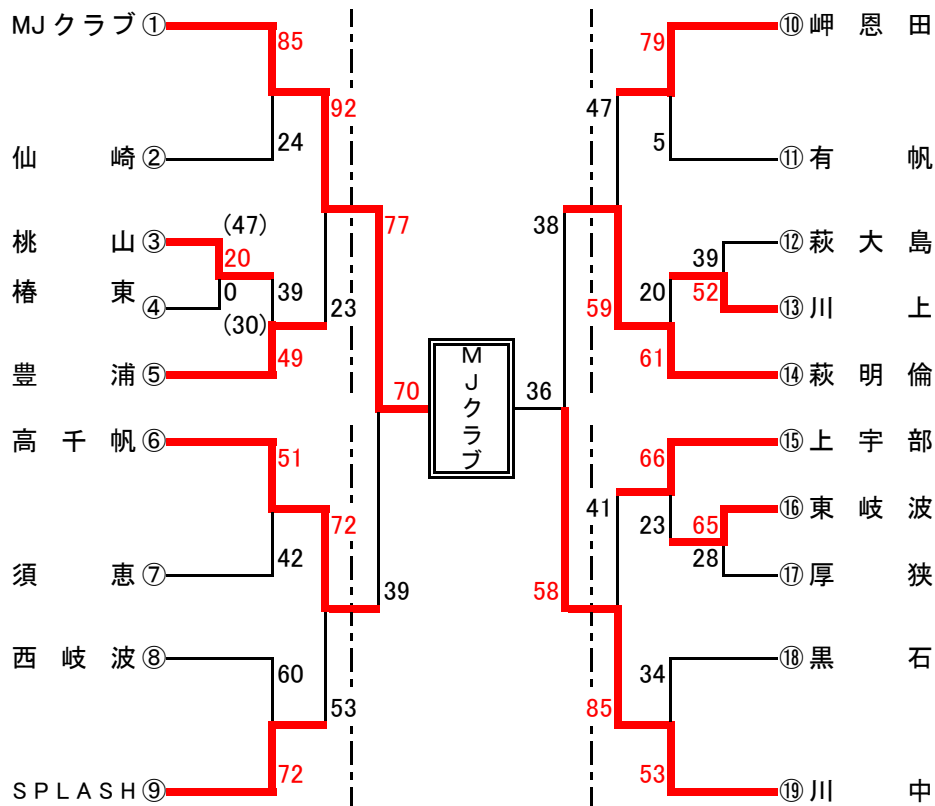 MJクラブ①
85
92
24
仙崎②
(47)
桃山③
20
77
椿東④
0
39
23
(30)
49
豊浦⑤
70
MJクラブ
36
高千帆⑥
51
72
42
須恵⑦
39
西岐波⑧
60
53
72
SPLASH⑨
⑩岬恩田
79
47
5
⑪有帆
38
⑫萩大島
39
20
52
⑬川上
59
61
⑭萩明倫
⑮上宇部
66
41
⑯東岐波
23
65
28
⑰厚狭
58
⑱黒石
34
85
53
⑲川中